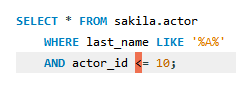 SELECT * FROM sakila.actor
WHERE last_name LIKE '%A%'
AND actor_id <= 10;